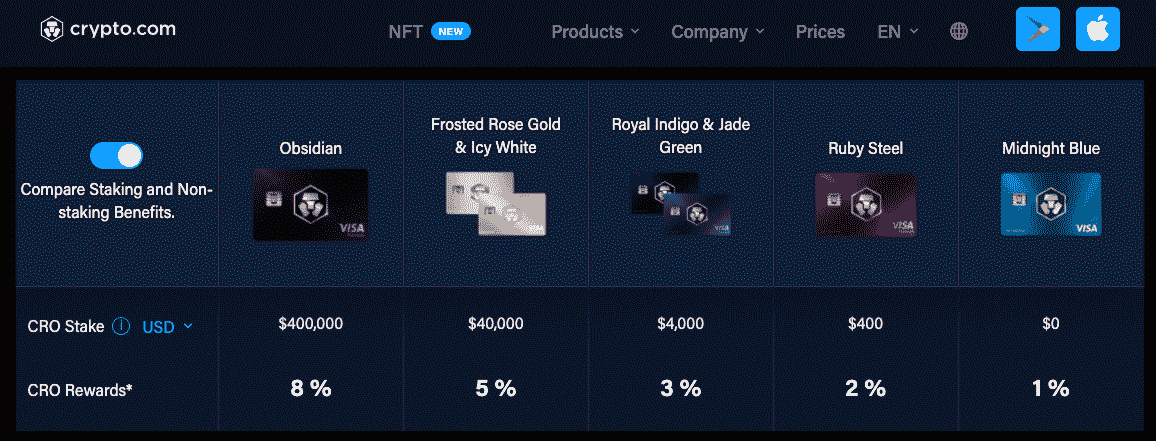 crypto.com NFT NEW Products Company Prices EN
Obsidian
Frosted Rose Gold
& Icy White
Royal Indigo & Jade
Green
Ruby Steel
Midnight Blue
VISA
VISA
VISA
VISA
VISA
Compare Staking and Non-
staking Benefits.
CRO Stake i USD $400,000 $40,000 $4,000 $400 $0
CRO Rewards* 8 % 5 % 3 % 2 % 1 %